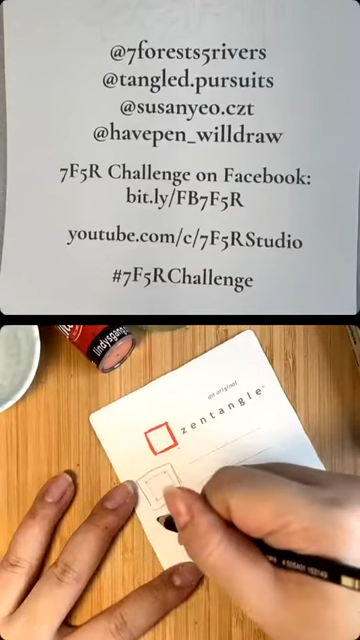 @7forests5rivers
@tangled.pursuits
@susanyeo.czt
@havepen_willdraw
7F5R Challenge on Facebook:
bit.ly/FB7F5R
youtube.com/c/7F5RStudio
#7F5RChallenge
lindysgang
an original
zentangle